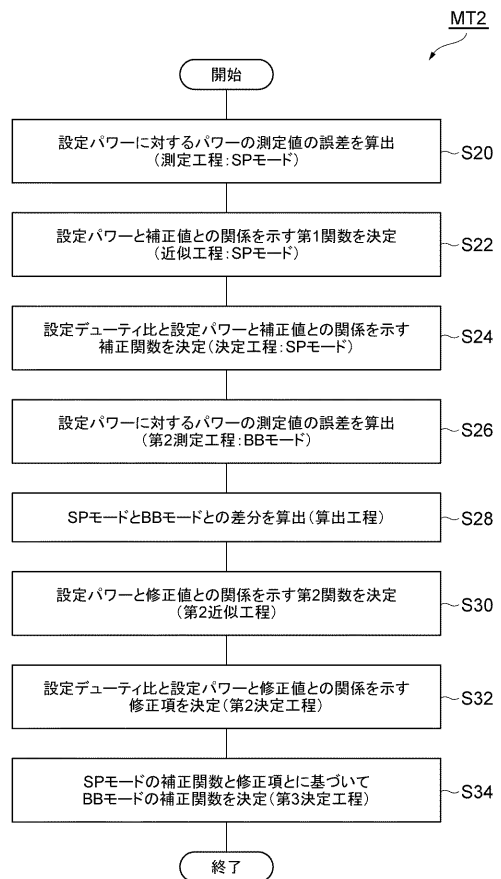 MT2
開始
設定パワーに対するパワーの測定値の誤差を算出
(測定工程:SPモード)
S20
設定パワーと補正値との関係を示す第1関数を決定
(近似工程:SPモード)
S22
設定デューティ比と設定パワーと補正値との関係を示す
補正関数を決定(決定工程:SPモード)
S24
設定パワーに対するパワーの測定値の誤差を算出
(第2測定工程:BBモード)
S26
SPモードとBBモードとの差分を算出(算出工程)
S28
設定パワーと修正値との関係を示す第2関数を決定
(第2近似工程)
S30
設定デューティ比と設定パワーと修正値との関係を示す
修正項を決定(第2決定工程)
S32
SPモードの補正関数と修正項とに基づいて
BBモードの補正関数を決定(第3決定工程)
S34
終了